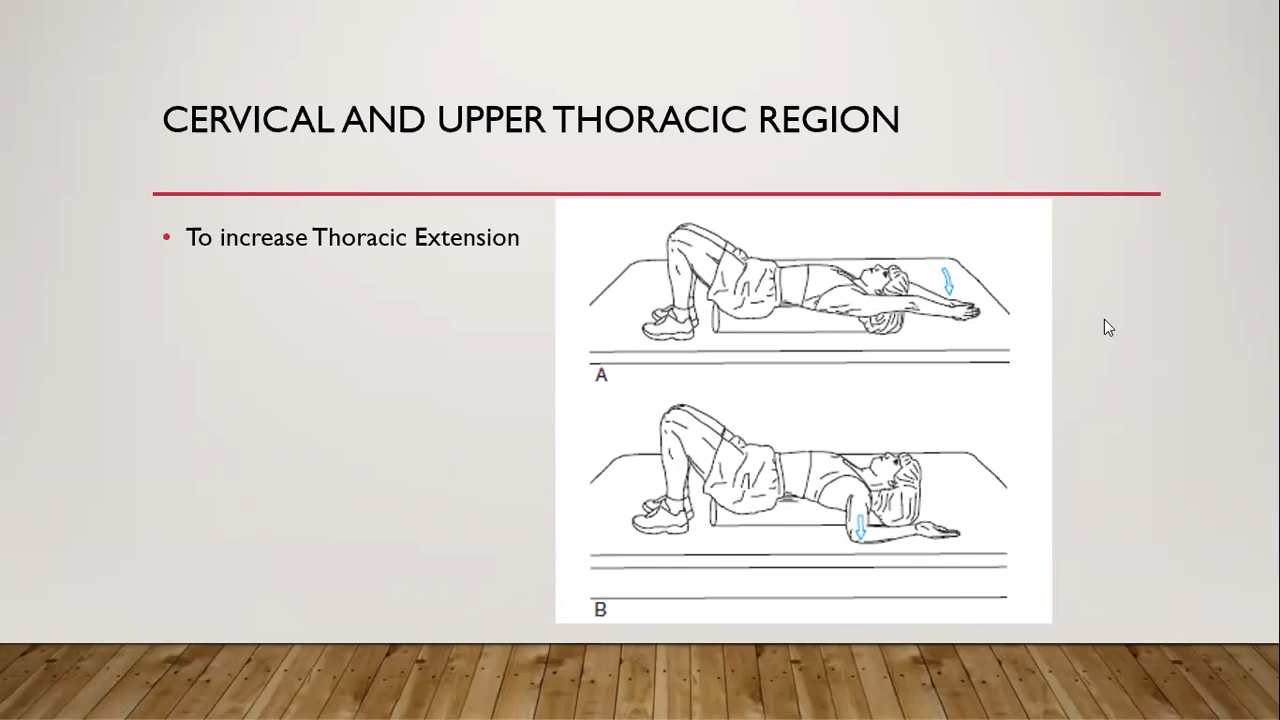 CERVICAL AND UPPER THORACIC REGION
• To increase Thoracic Extension
A
B